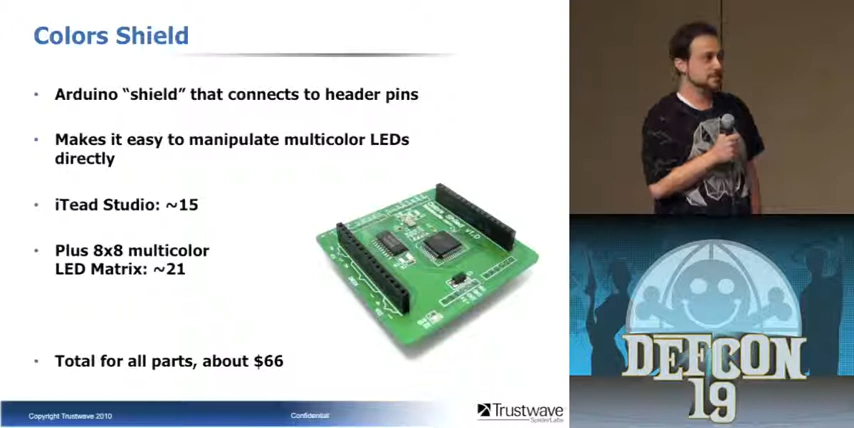 Colors Shield
• Arduino “shield” that connects to header pins
• Makes it easy to manipulate multicolor LEDs
directly
• iTead Studio: ~15
• Plus 8x8 multicolor
LED Matrix: ~21
• Total for all parts, about $66
Copyright Trustwave 2010
Confidential
Trustwave
SpiderLabs
DEFCON
19